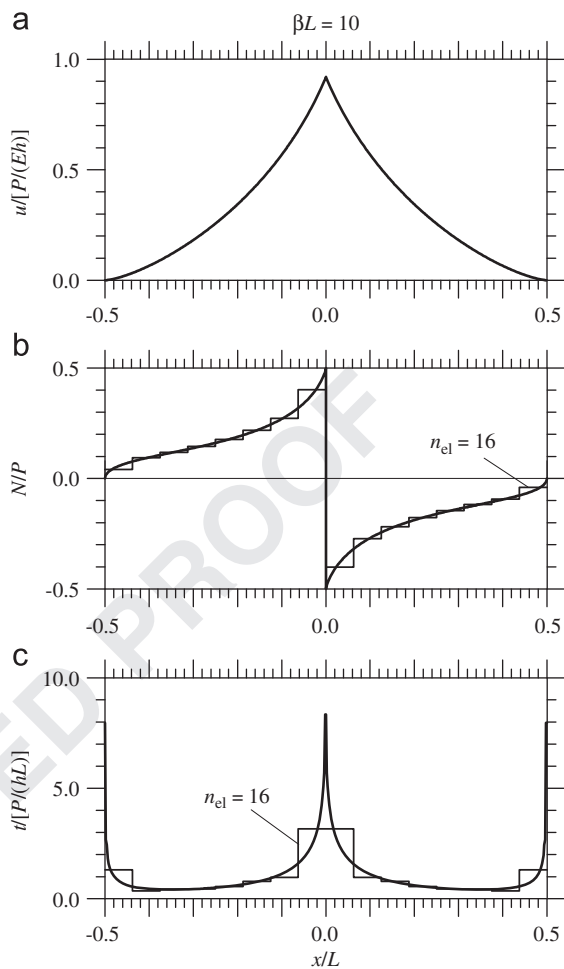 a
βL = 10
u/[P/(Eh)]
1.0
0.5
0.0
-0.5 0.0 0.5
b
N/P
0.5
0.0
-0.5
n_el = 16
-0.5 0.0 0.5
c
t/[P/(hL)]
10.0
5.0
0.0
n_el = 16
-0.5 0.0 0.5
x/L
ED PROOF